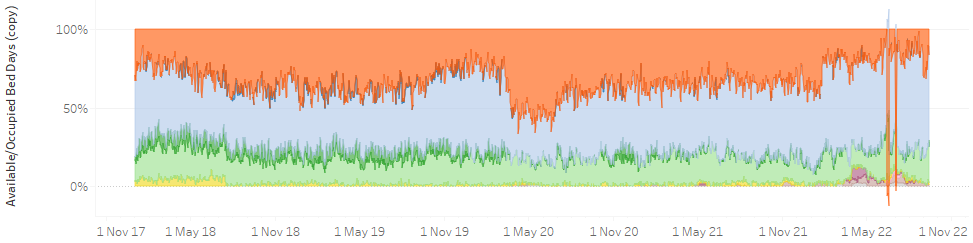 Available/Occupied Bed Days (copy)
100%
50%
0%
1 Nov 17 1 May 18 1 Nov 18 1 May 19 1 Nov 19 1 May 20 1 Nov 20 1 May 21 1 Nov 21 1 May 22 1 Nov 22